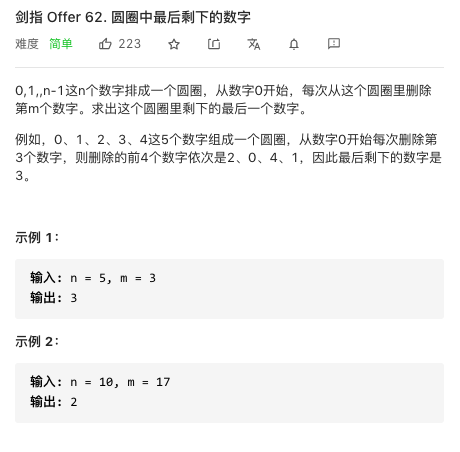 剑指 Offer 62. 圆圈中最后剩下的数字
难度 简单 223
0,1,,n-1这n个数字排成一个圆圈，从数字0开始，每次从这个圆圈里删除
第m个数字。求出这个圆圈里剩下的最后一个数字。
例如，0、1、2、3、4这5个数字组成一个圆圈，从数字0开始每次删除第
3个数字，则删除的前4个数字依次是2、0、4、1，因此最后剩下的数字是
3。
示例 1：
输入: n = 5, m = 3
输出: 3
示例 2：
输入: n = 10, m = 17
输出: 2